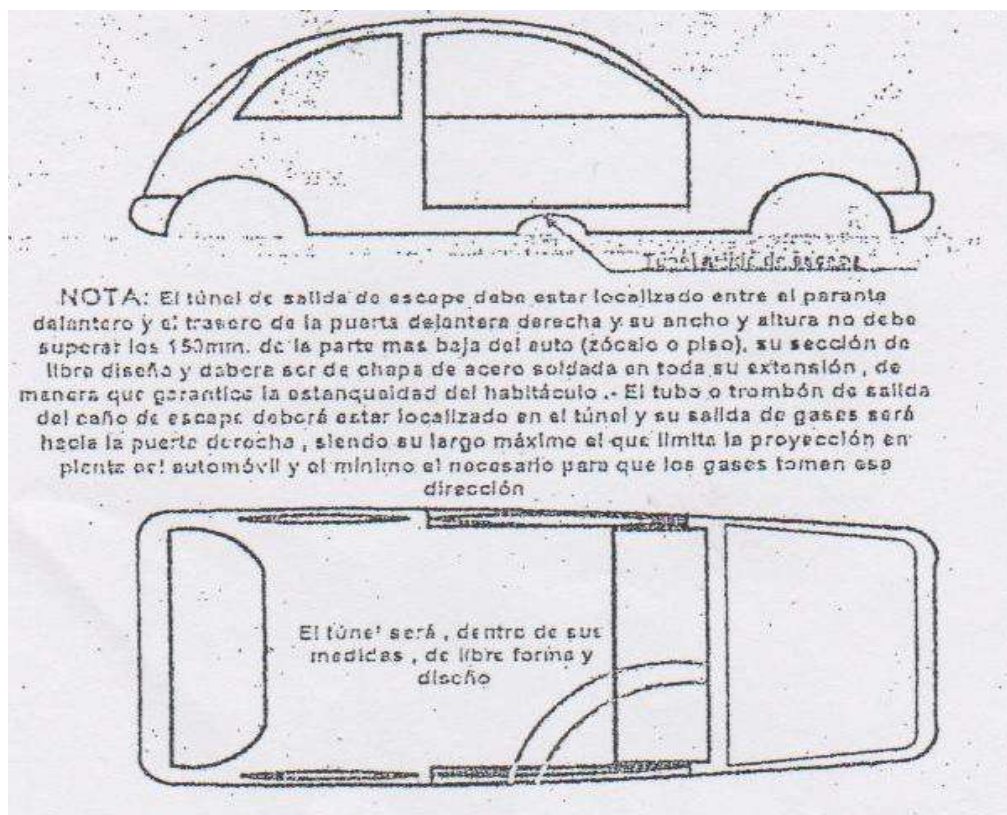 Túnel salida de escape
NOTA: El túnel de salida de escape debe estar localizado entre el parante
delantero y el trasero de la puerta delantera derecha y su ancho y altura no debe
superar los 150mm. de la parte mas baja del auto (zócalo o piso), su sección de
libre diseño y debera ser de chapa de acero soldada en toda su extensión , de
manera que garantice la estanqueidad del habitáculo .- El tubo o trombón de salida
del caño de escape deberá estar localizado en el túnel y su salida de gases será
hacia la puerta derecha , siendo su largo máximo el que limita la proyección en
planta del automóvil y el mínimo el necesario para que los gases tomen esa
dirección
El túnel será , dentro de sus
medidas , de libre forma y
diseño